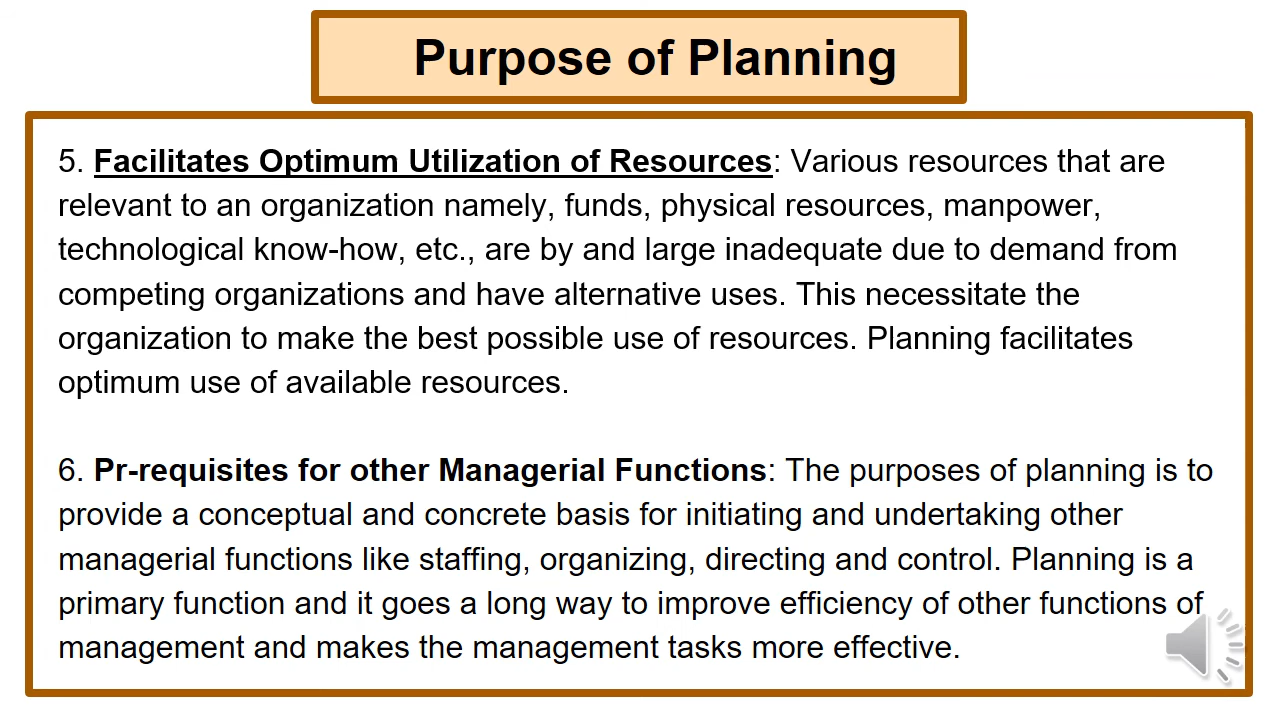 Purpose of Planning
5. Facilitates Optimum Utilization of Resources: Various resources that are
relevant to an organization namely, funds, physical resources, manpower,
technological know-how, etc., are by and large inadequate due to demand from
competing organizations and have alternative uses. This necessitate the
organization to make the best possible use of resources. Planning facilitates
optimum use of available resources.
6. Pr-requisites for other Managerial Functions: The purposes of planning is to
provide a conceptual and concrete basis for initiating and undertaking other
managerial functions like staffing, organizing, directing and control. Planning is a
primary function and it goes a long way to improve efficiency of other functions of
management and makes the management tasks more effective.